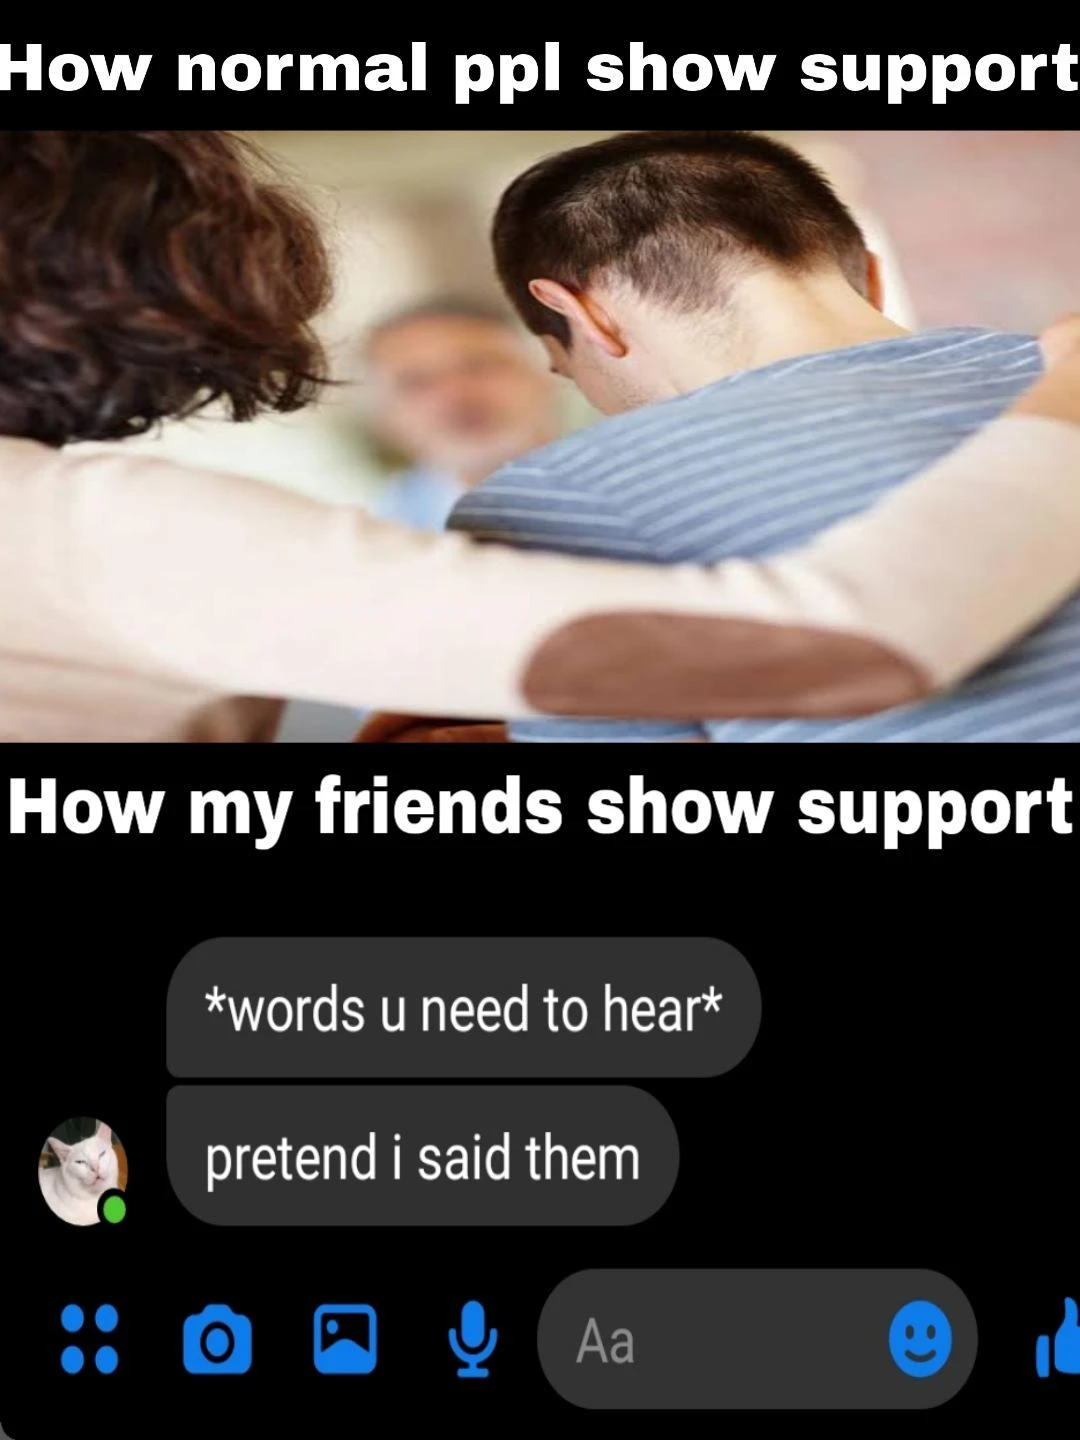 How normal ppl show support
How my friends show support
*words u need to hear*
pretend i said them
Aa